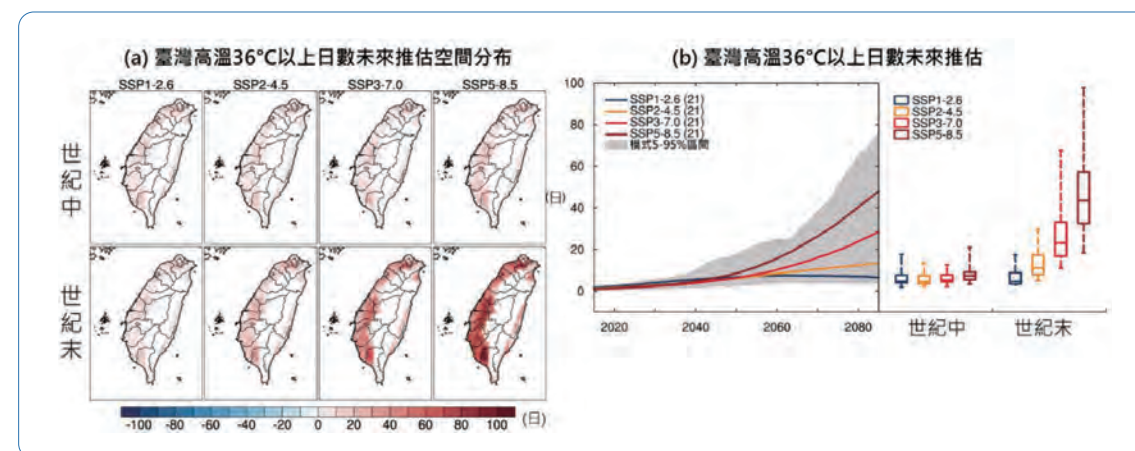 (a) 臺灣高溫36°C以上日數未來推估空間分布
SSP1-2.6 SSP2-4.5 SSP3-7.0 SSP5-8.5
世紀中
世紀末
-100 -80 -60 -40 -20 0 20 40 60 80 100 (日)
(b) 臺灣高溫36°C以上日數未來推估
100
80
60
40
20
0
(日)
SSP1-2.6 (21)
SSP2-4.5 (21)
SSP3-7.0 (21)
SSP5-8.5 (21)
模式5-95%區間
2020 2040 2060 2080
SSP1-2.6
SSP2-4.5
SSP3-7.0
SSP5-8.5
世紀中 世紀末